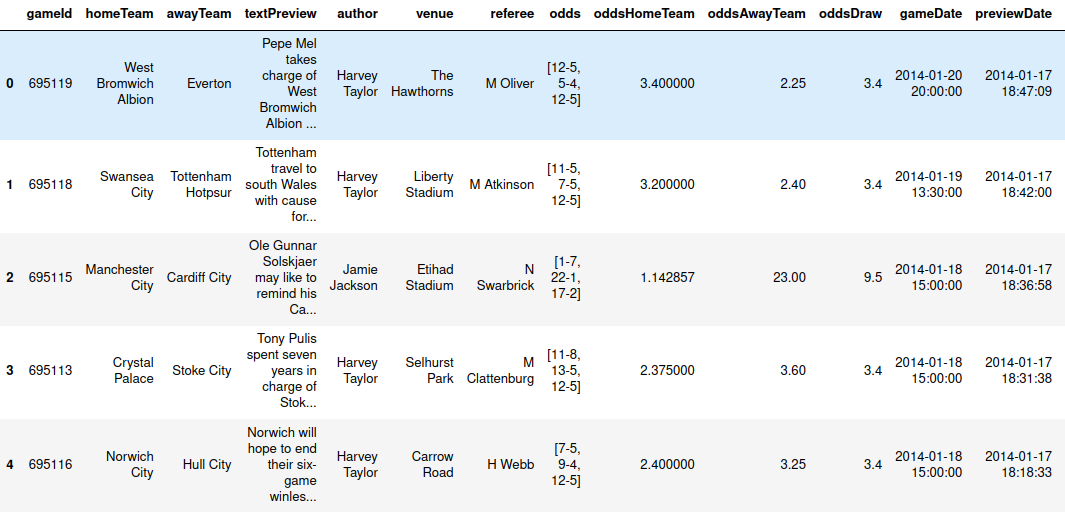 gameId homeTeam awayTeam textPreview author venue referee odds oddsHomeTeam oddsAwayTeam oddsDraw gameDate previewDate
0 695119 West Bromwich Albion Everton Pepe Mel takes charge of West Bromwich Albion ... Harvey Taylor The Hawthorns M Oliver [12-5, 5-4, 12-5] 3.400000 2.25 3.4 2014-01-20 20:00:00 2014-01-17 18:47:09
1 695118 Swansea City Tottenham Hotpsur Tottenham travel to south Wales with cause for... Harvey Taylor Liberty Stadium M Atkinson [11-5, 7-5, 12-5] 3.200000 2.40 3.4 2014-01-19 13:30:00 2014-01-17 18:42:00
2 695115 Manchester City Cardiff City Ole Gunnar Solskjaer may like to remind his Ca... Jamie Jackson Etihad Stadium N Swarbrick [1-7, 22-1, 17-2] 1.142857 23.00 9.5 2014-01-18 15:00:00 2014-01-17 18:36:58
3 695113 Crystal Palace Stoke City Tony Pulis spent seven years in charge of Stok... Harvey Taylor Selhurst Park M Clattenburg [11-8, 13-5, 12-5] 2.375000 3.60 3.4 2014-01-18 15:00:00 2014-01-17 18:31:38
4 695116 Norwich City Hull City Norwich will hope to end their six-game winles... Harvey Taylor Carrow Road H Webb [7-5, 9-4, 12-5] 2.400000 3.25 3.4 2014-01-18 15:00:00 2014-01-17 18:18:33